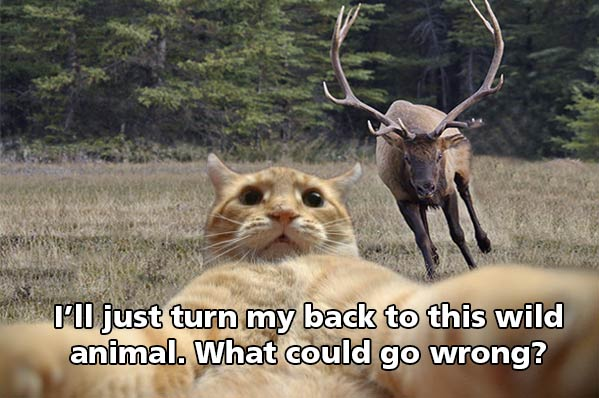 I’ll just turn my back to this wild
animal. What could go wrong?